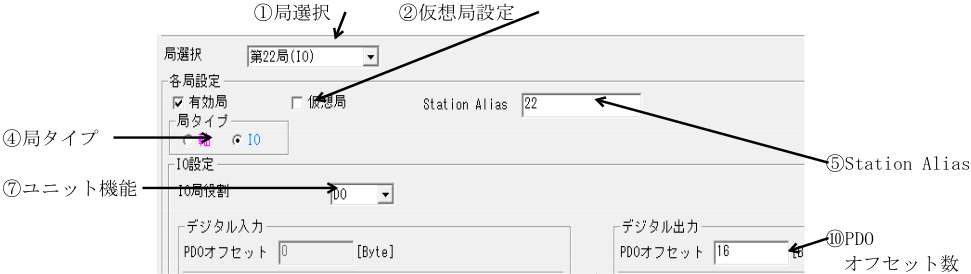 ①局選択 ②仮想局設定
局選択 第22局(IO)
各局設定
有効局 仮想局 Station Alias 22
局タイプ
④局タイプ 軸 IO
⑤Station Alias
IO設定
⑦ユニット機能 IO局役割 DO
デジタル入力 デジタル出力
⑩PDO
PDOオフセット 0 [Byte] PDOオフセット 16 [B
オフセット数